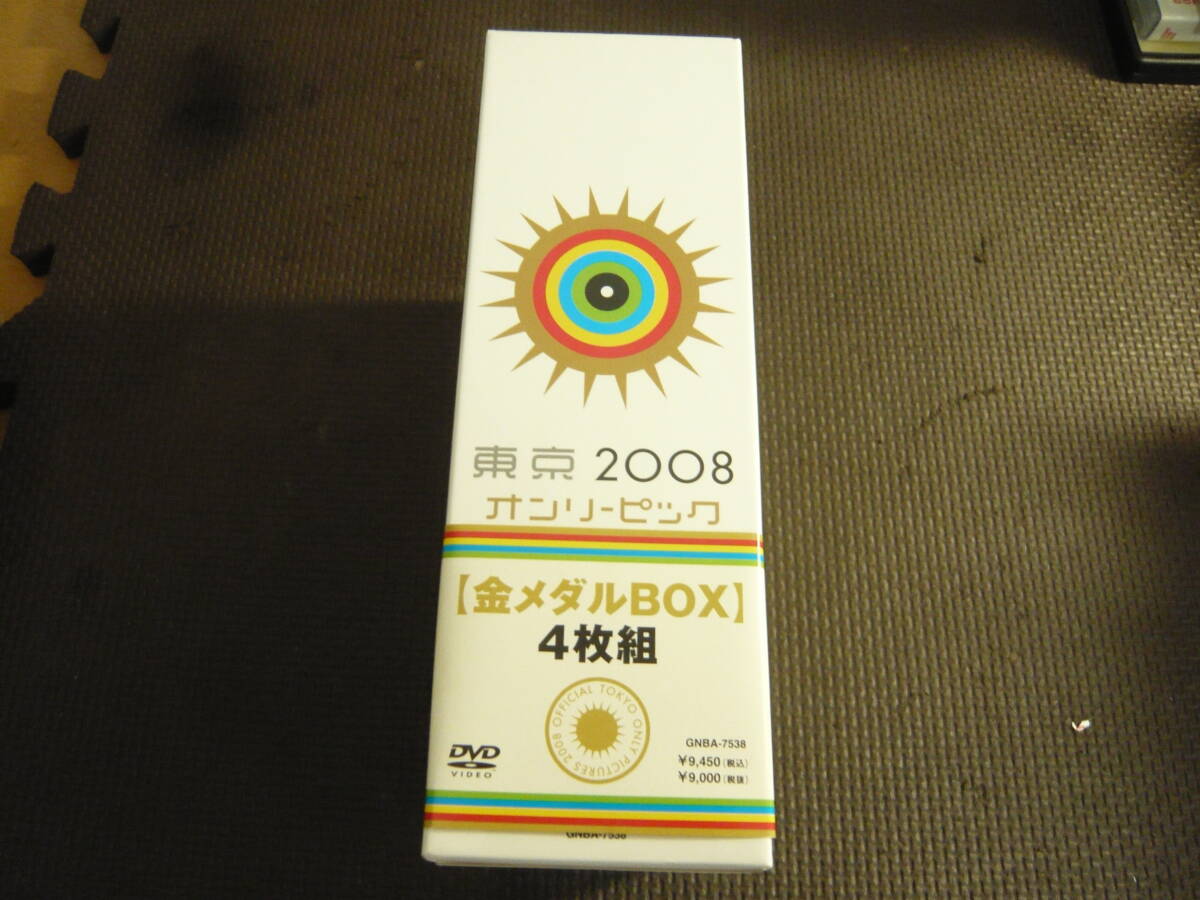 東京 2008
オンリーピック
【金メダルBOX】
4枚組
OFFICIAL TOKYO ONLY PICTURES 2008
DVD
VIDEO
GNBA-7538
¥9,450（税込）
¥9,000（税抜）
GNBA-7538